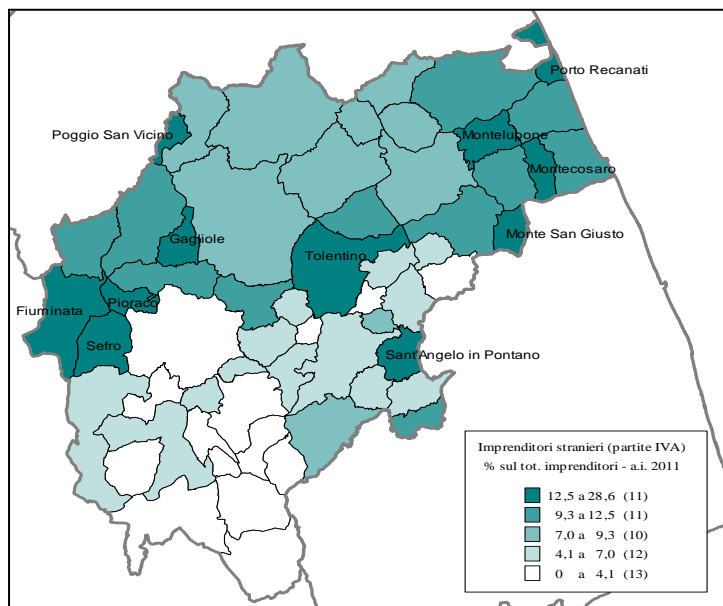 Porto Recanati
Poggio San Vicino
Montelupone
Montecosaro
Gagliole
Monte San Giusto
Tolentino
Fiuminata
Pioraco
Sefro
Sant'Angelo in Pontano
Imprenditori stranieri (partite IVA)
% sul tot. imprenditori - a.i. 2011
12,5 a 28,6 (11)
9,3 a 12,5 (11)
7,0 a 9,3 (10)
4,1 a 7,0 (12)
0 a 4,1 (13)